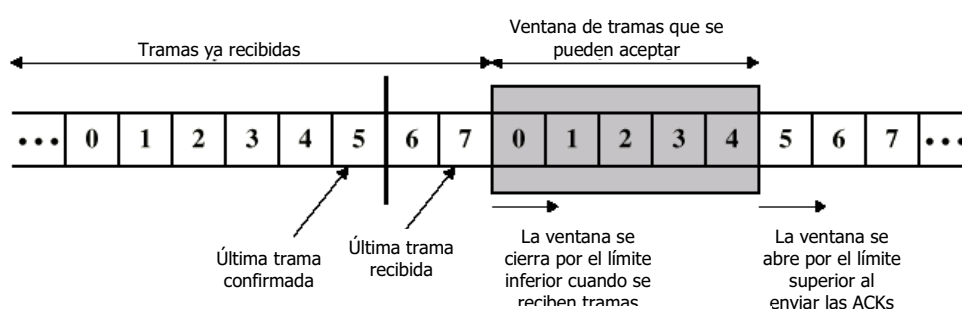 Ventana de tramas que se
pueden aceptar
Tramas ya recibidas
••• 0 1 2 3 4 5 6 7 0 1 2 3 4 5 6 7 •••
Última trama
confirmada
Última trama
recibida
La ventana se
cierra por el límite
inferior cuando se
reciben tramas
La ventana se
abre por el límite
superior al
enviar las ACKs